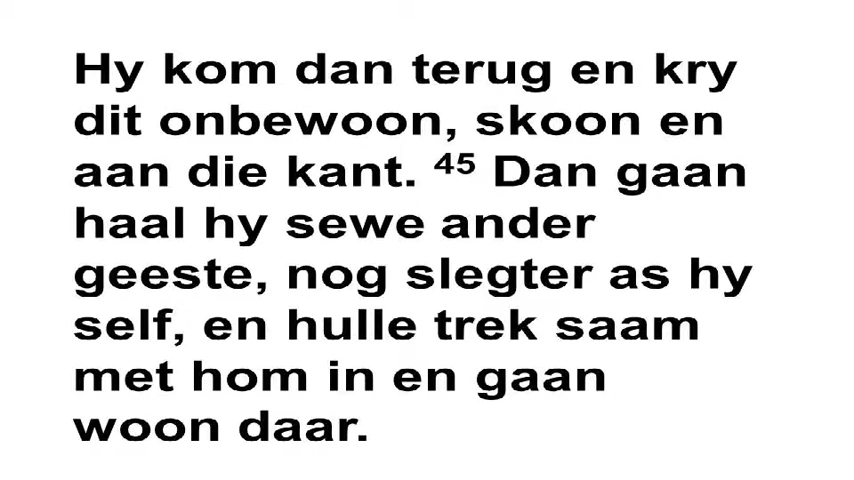 Hy kom dan terug en kry
dit onbewoon, skoon en
aan die kant. ⁴⁵ Dan gaan
haal hy sewe ander
geeste, nog slegter as hy
self, en hulle trek saam
met hom in en gaan
woon daar.